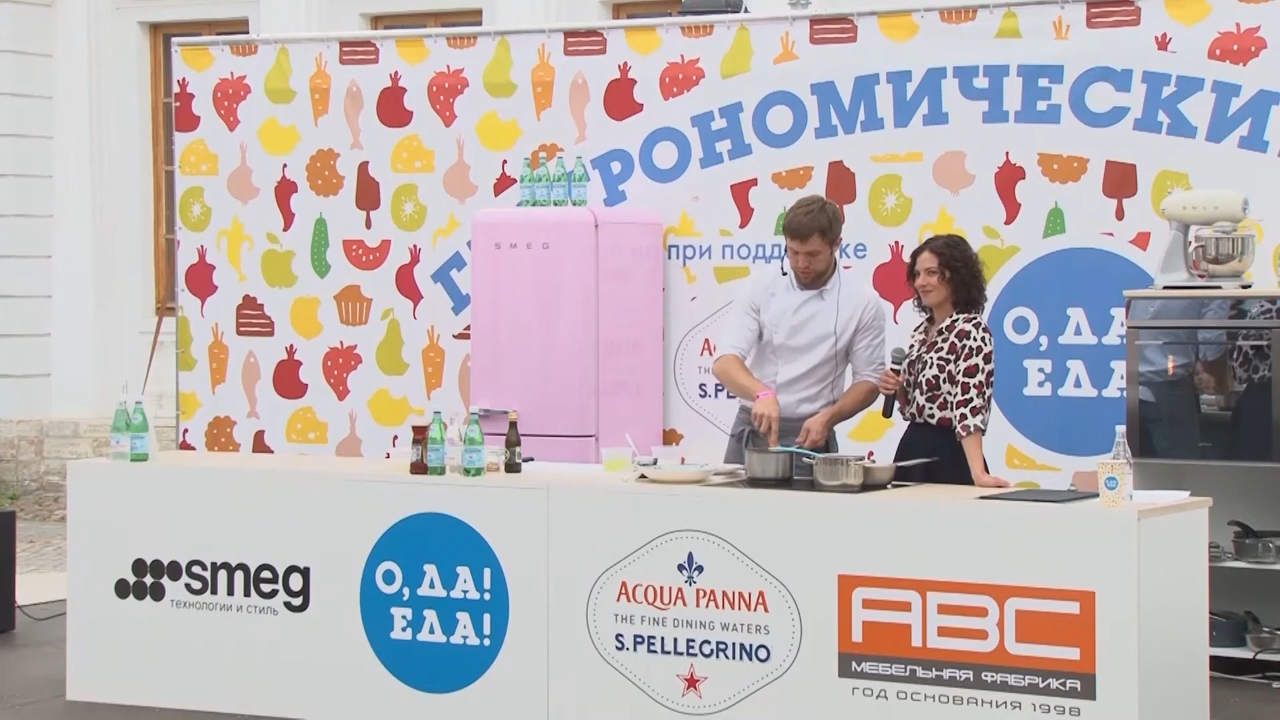 РОНОМИЧЕСКИ
Г
при подд
ке
SMEG
О, ДА!
ЕДА!
smeg
технологии и стиль
О, ДА!
ЕДА!
ACQUA PANNA
THE FINE DINING WATERS
S.PELLEGRINO
АВС
МЕБЕЛЬНАЯ ФАБРИКА
ГОД ОСНОВАНИЯ 1998